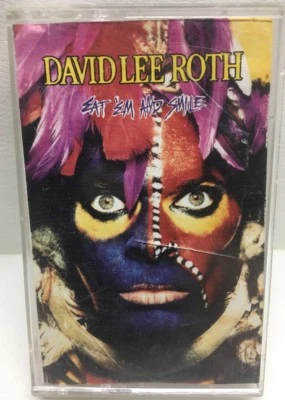 DAVID LEE ROTH
EAT 'EM AND SMILE